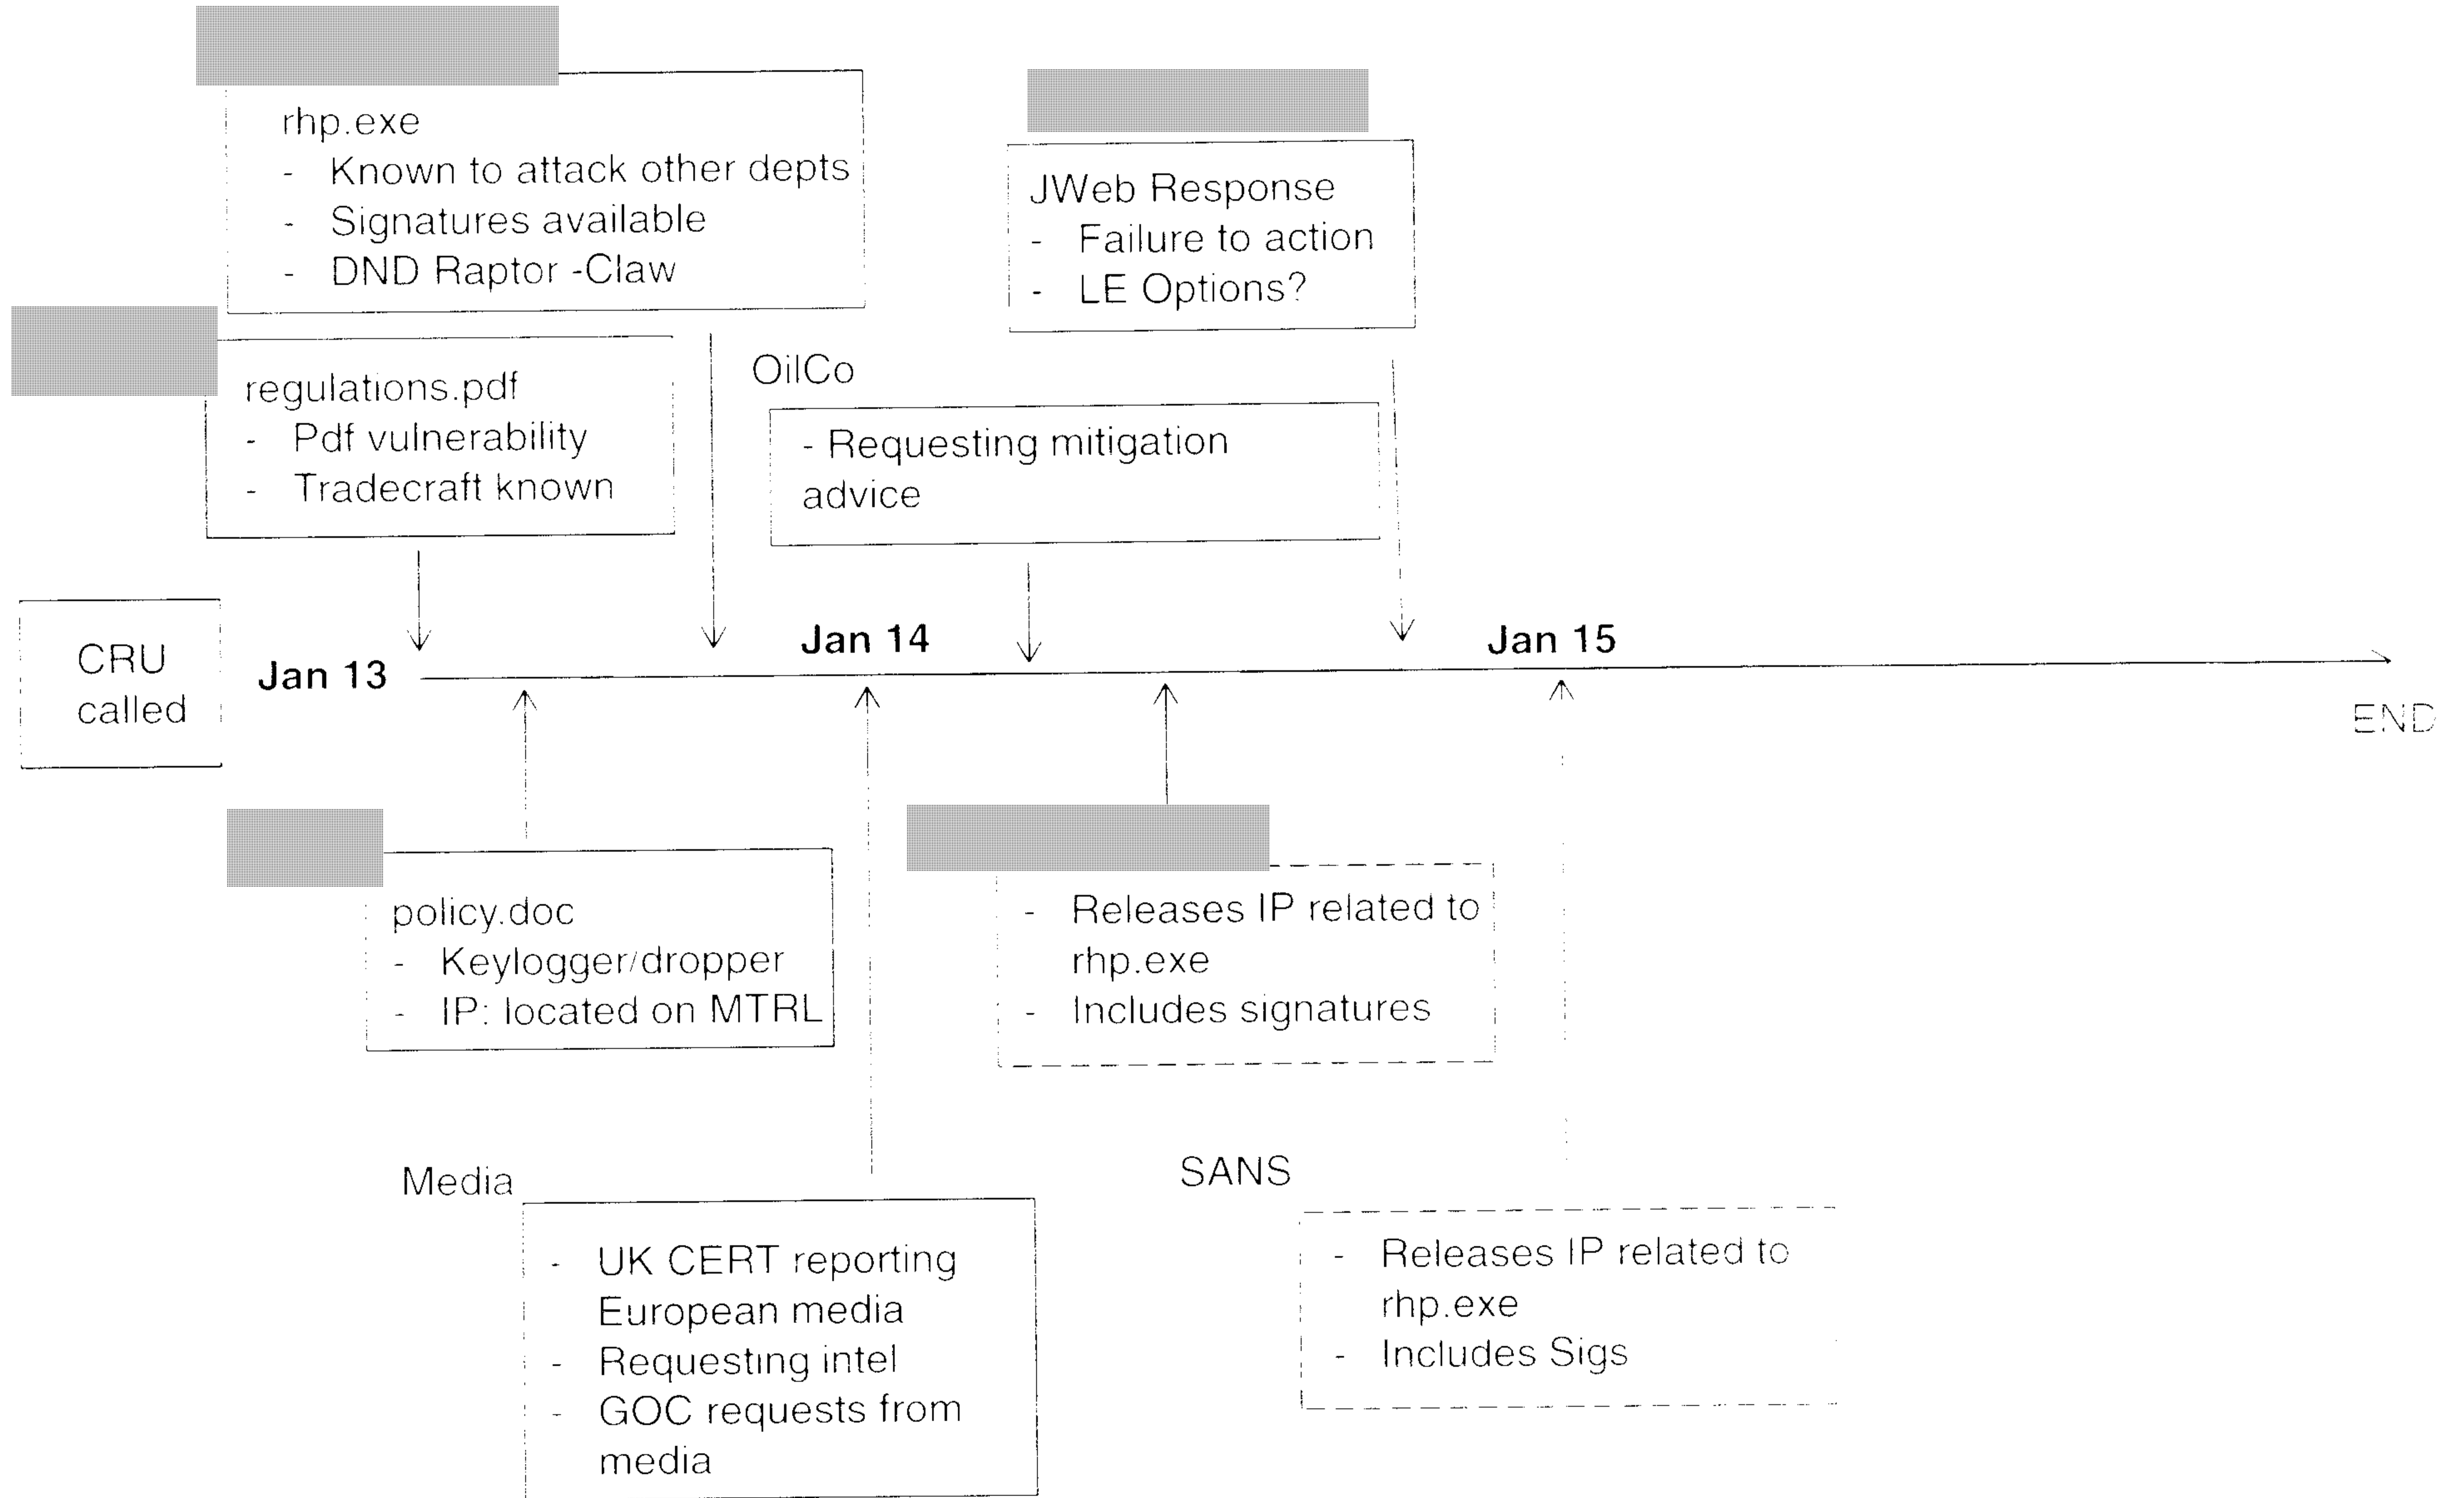 rhp.exe
- Known to attack other depts
- Signatures available
- DND Raptor -Claw
JWeb Response
- Failure to action
- LE Options?
regulations.pdf
- Pdf vulnerability
- Tradecraft known
OilCo
- Requesting mitigation
advice
CRU
called
Jan 13
Jan 14
Jan 15
END
policy.doc
- Keylogger/dropper
- IP: located on MTRL
- Releases IP related to
rhp.exe
- Includes signatures
Media
- UK CERT reporting
European media
- Requesting intel
- GOC requests from
media
SANS
- Releases IP related to
rhp.exe
- Includes Sigs